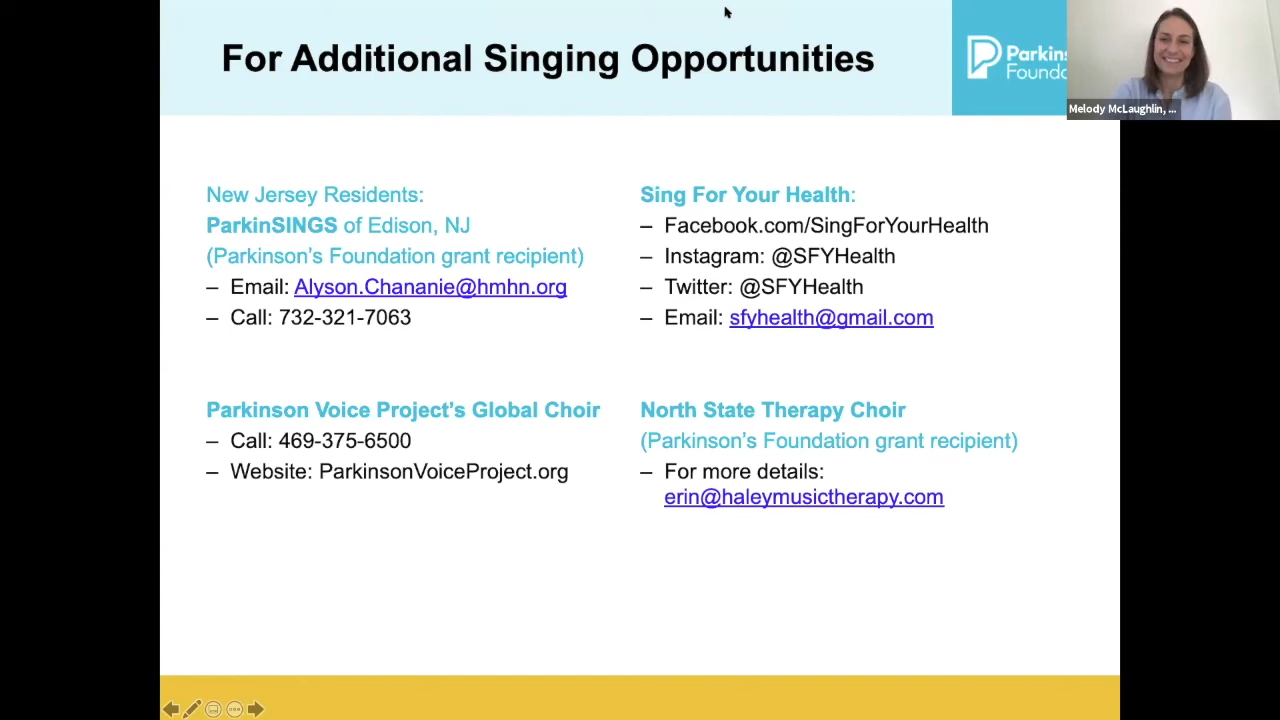 For Additional Singing Opportunities
Parkins
Founda
Melody McLaughlin, ...
New Jersey Residents:
ParkinSINGS of Edison, NJ
(Parkinson's Foundation grant recipient)
– Email: Alyson.Chananie@hmhn.org
– Call: 732-321-7063
Sing For Your Health:
– Facebook.com/SingForYourHealth
– Instagram: @SFYHealth
– Twitter: @SFYHealth
– Email: sfyhealth@gmail.com
Parkinson Voice Project's Global Choir
– Call: 469-375-6500
– Website: ParkinsonVoiceProject.org
North State Therapy Choir
(Parkinson's Foundation grant recipient)
– For more details:
erin@haleymusictherapy.com